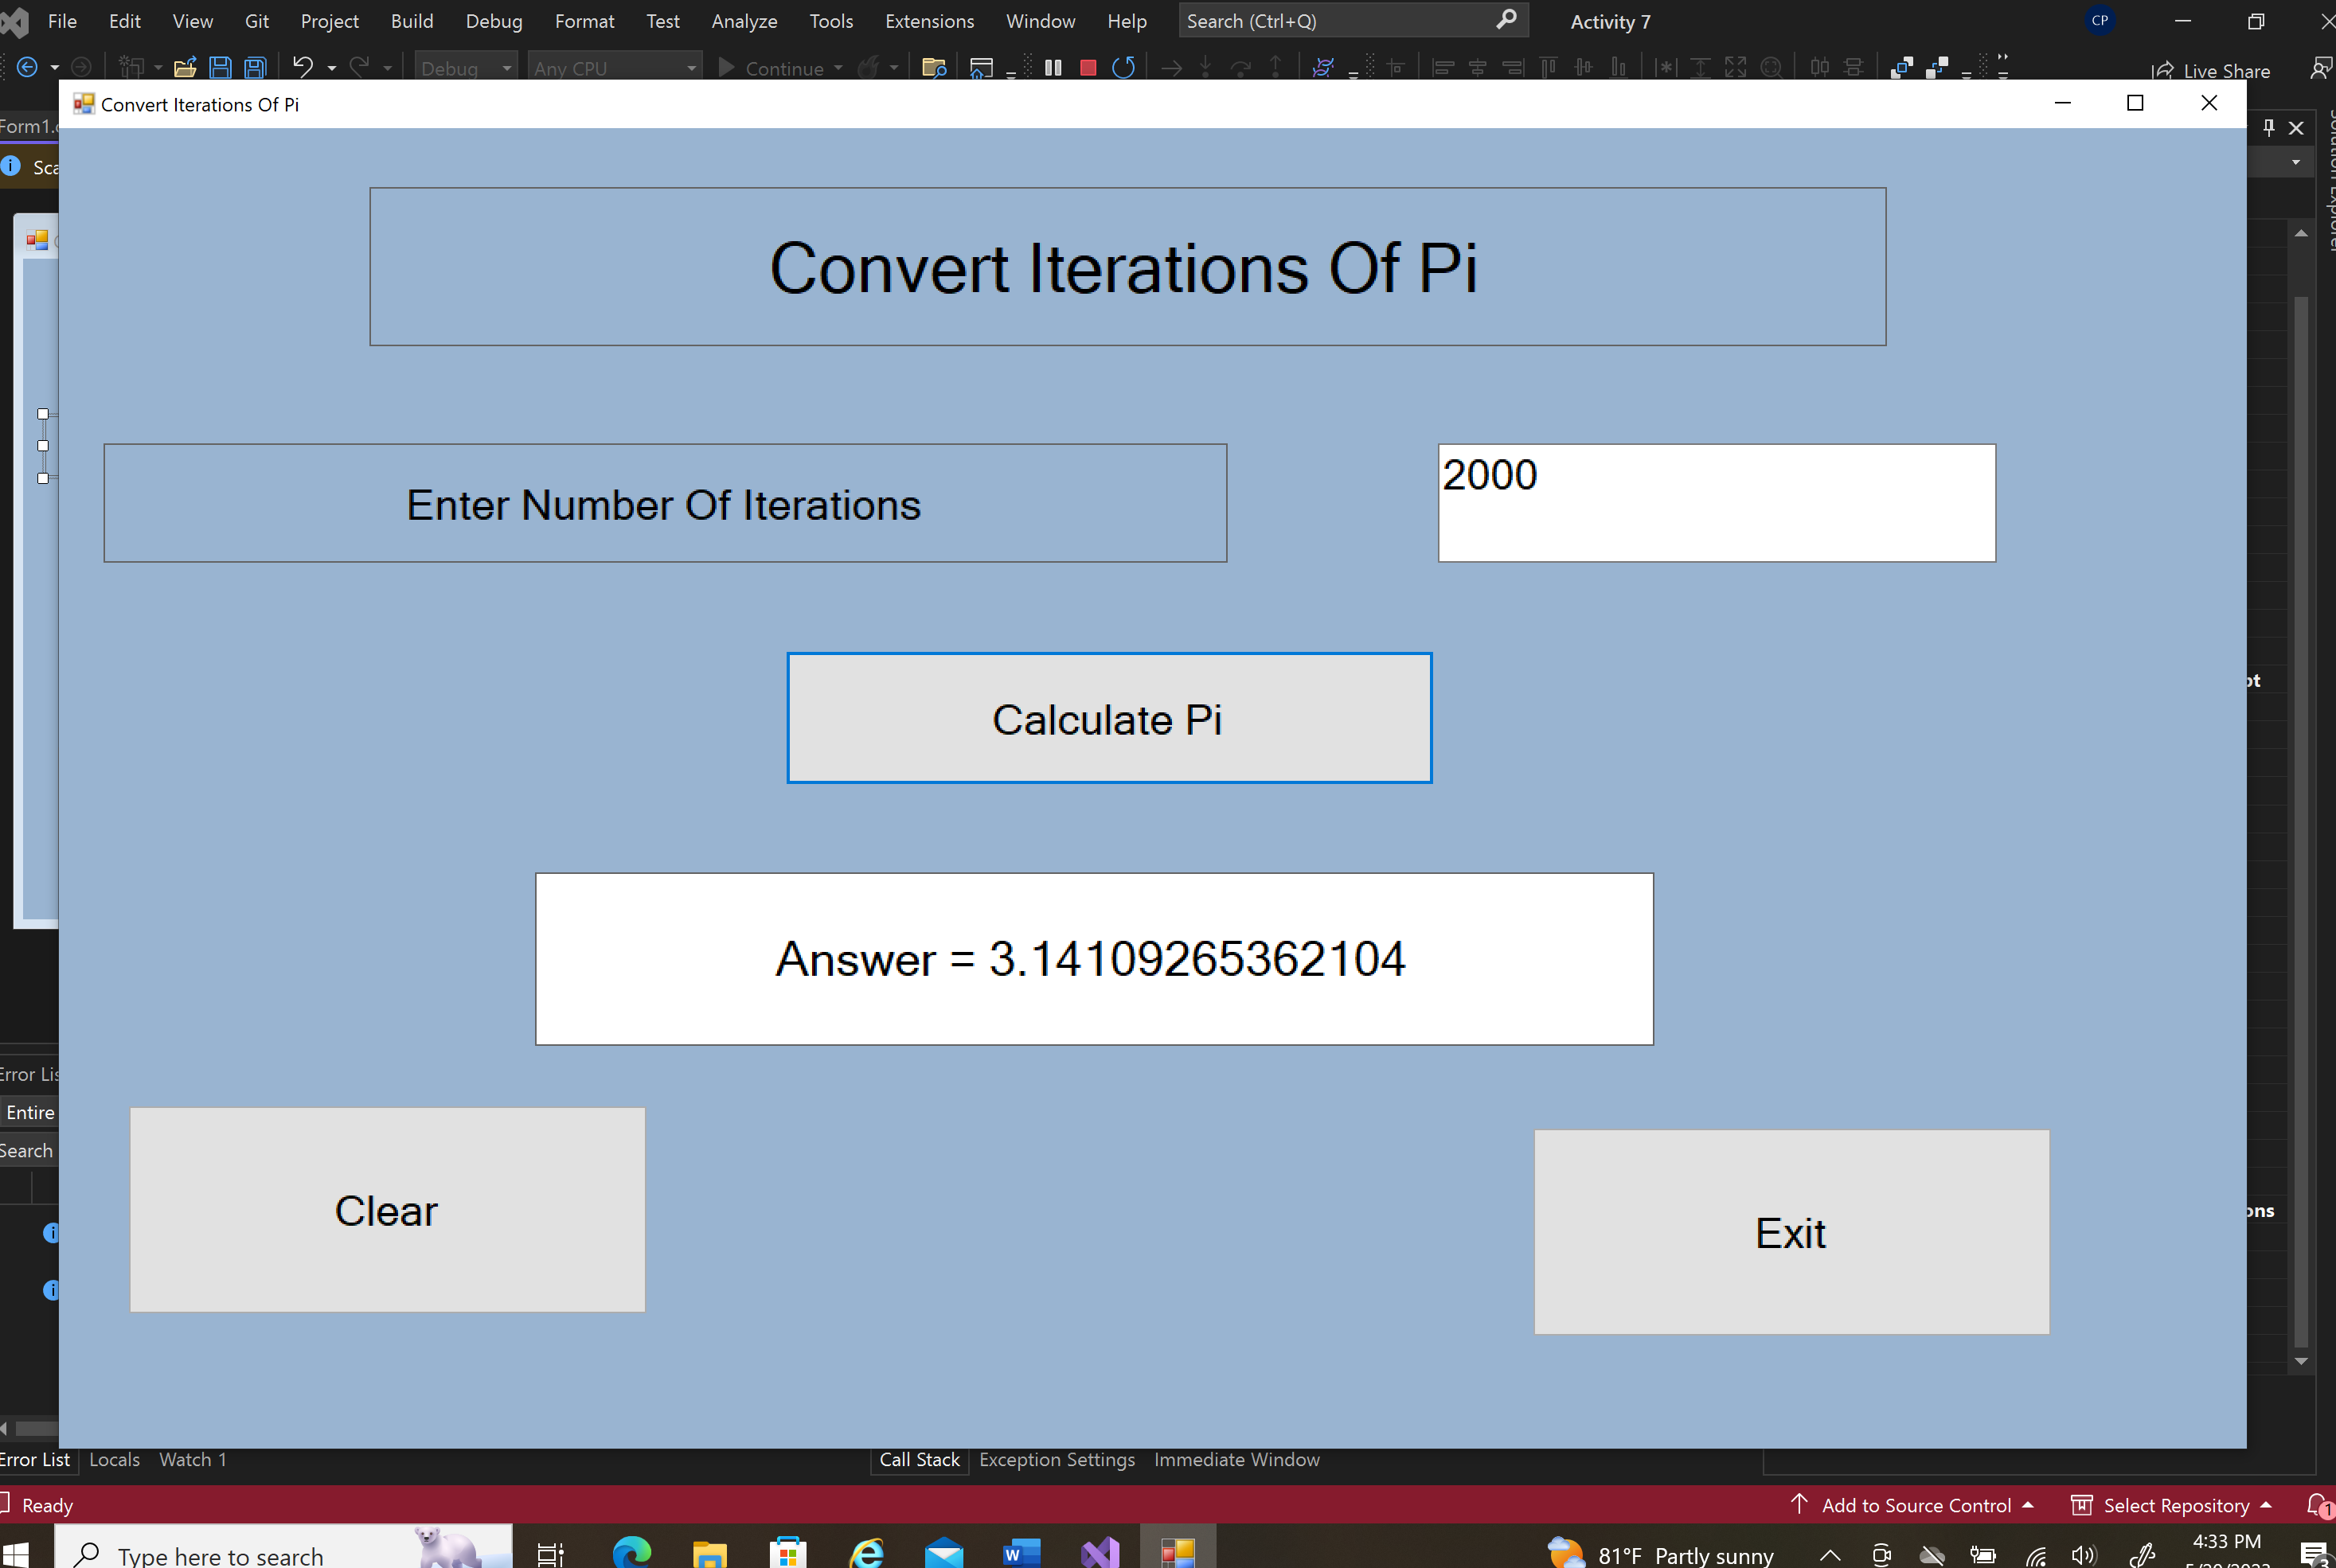 File Edit View Git Project Build Debug Format Test Analyze Tools Extensions Window Help Search (Ctrl+Q) Activity 7 CP
Debug Any CPU Continue Live Share
Convert Iterations Of Pi
Form1.
Solution Explorer
Convert Iterations Of Pi
Enter Number Of Iterations 2000
Calculate Pi
Answer = 3.14109265362104
Clear
Exit
Error Lis
Entire
Search
Error List Locals Watch 1 Call Stack Exception Settings Immediate Window
Ready Add to Source Control Select Repository 1
Type here to search 81°F Partly sunny 4:33 PM